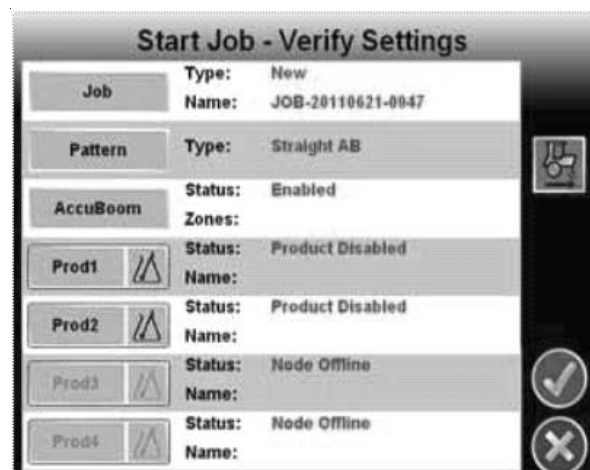 Start Job - Verify Settings
Job
Type: New
Name: JOB-20110621-0047
Pattern
Type: Straight AB
AccuBoom
Status: Enabled
Zones:
Prod1
Status: Product Disabled
Name:
Prod2
Status: Product Disabled
Name:
Prod3
Status: Node Offline
Name:
Prod4
Status: Node Offline
Name: